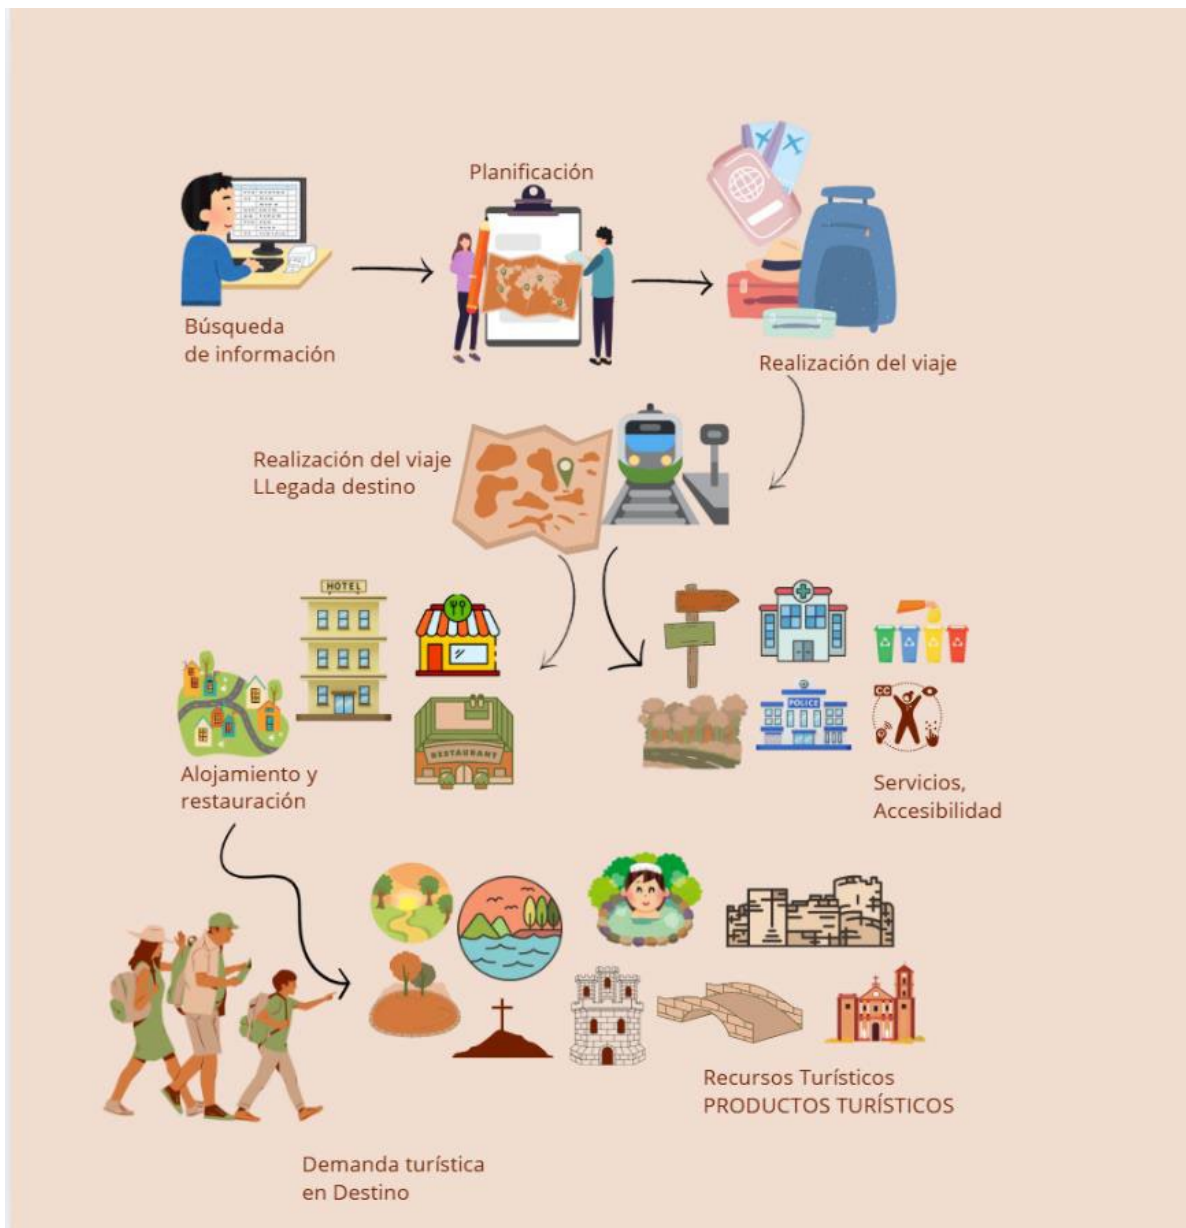 Planificación
Búsqueda
de información
Realización del viaje
Realización del viaje
LLegada destino
HOTEL
RESTAURANT
Alojamiento y
restauración
POLICE
CC
Servicios,
Accesibilidad
Recursos Turísticos
PRODUCTOS TURÍSTICOS
Demanda turística
en Destino